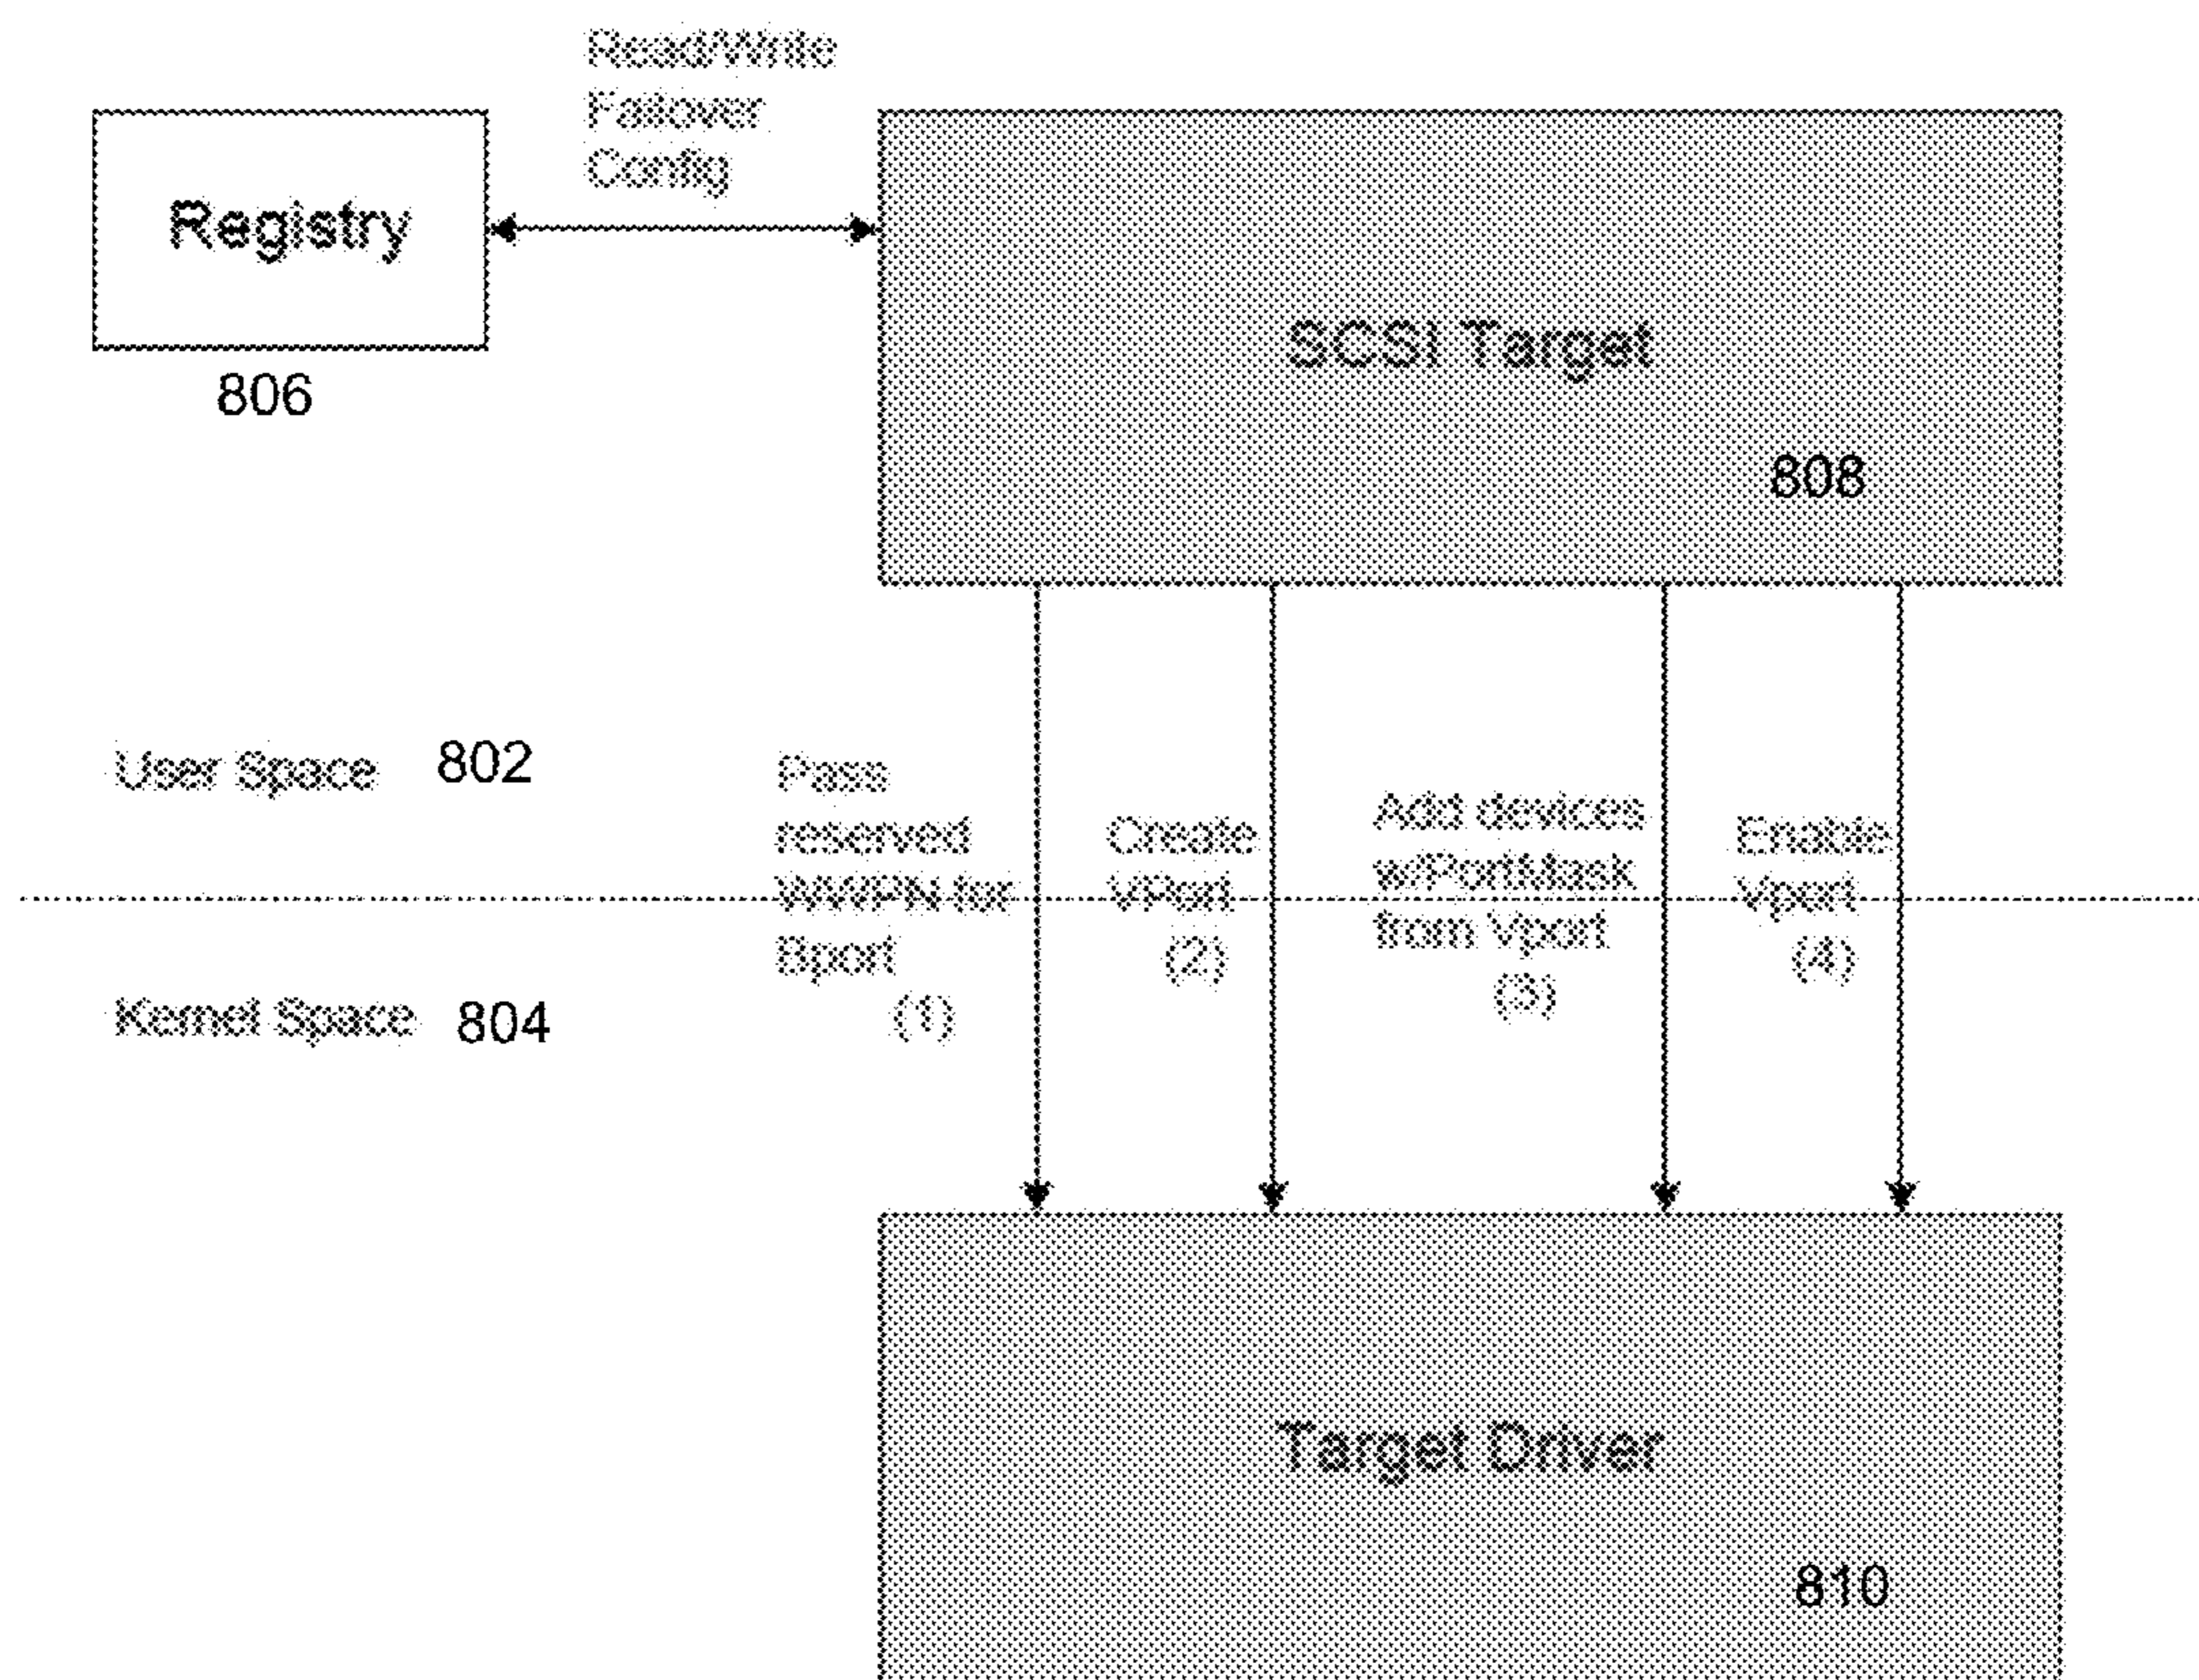 Read/Write
Failover
Config
Registry
806
SCSI Target
808
User Space 802
Pass
reserved
WWPN for
Bport
(1)
Create
VPort
(2)
Add devices
w/PortMask
from Vport
(3)
Enable
Vport
(4)
Kernel Space 804
Target Driver
810